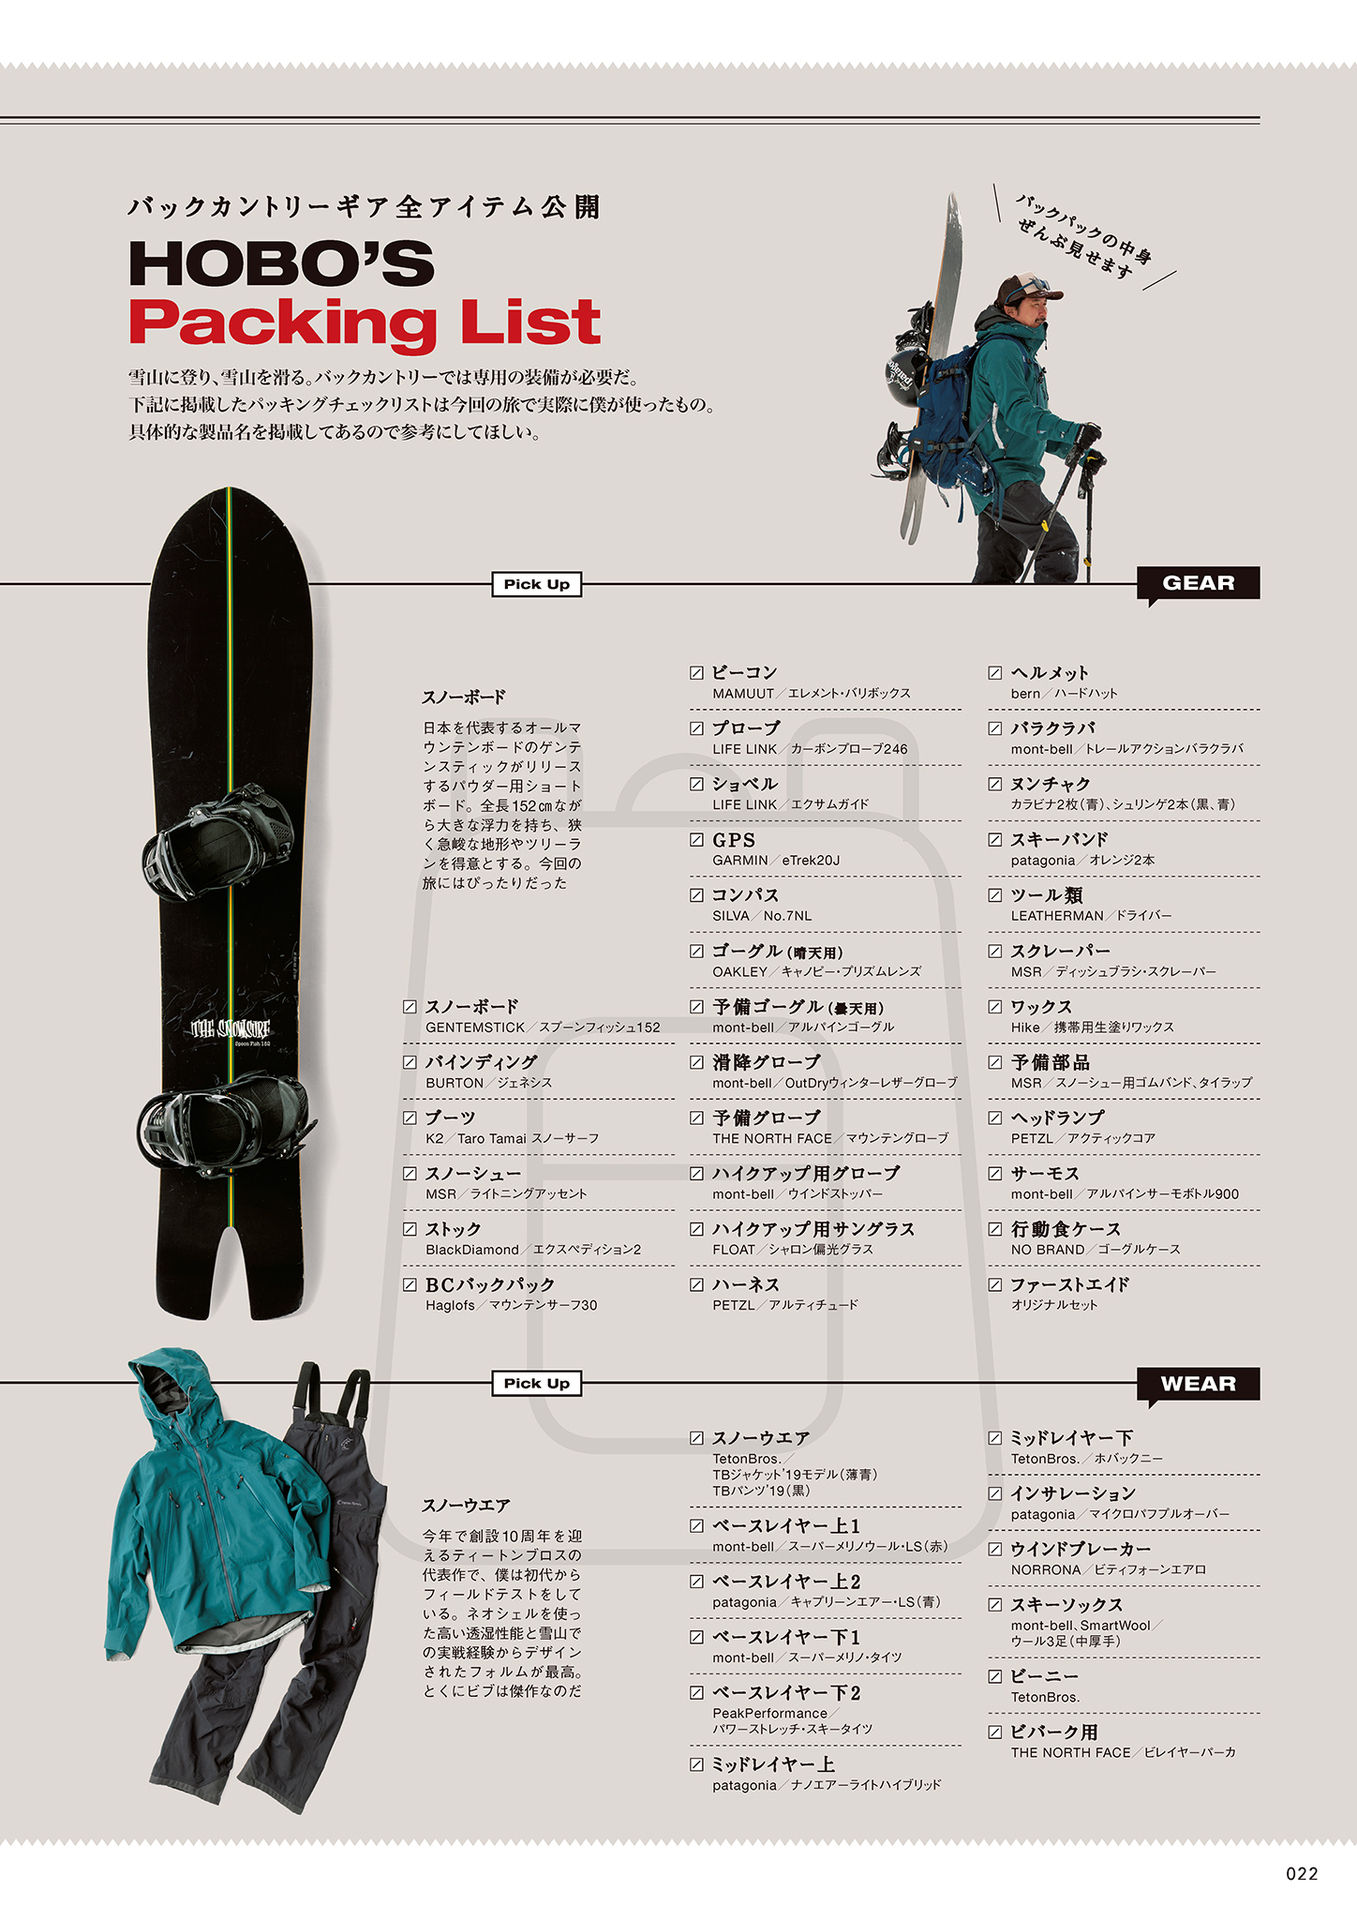 バックカントリーギア全アイテム公開
HOBO’S
Packing List
雪山に登り、雪山を滑る。バックカントリーでは専用の装備が必要だ。
下記に掲載したパッキングチェックリストは今回の旅で実際に僕が使ったもの。
具体的な製品名を掲載してあるので参考にしてほしい。
バックパックの中身
ぜんぶ見せます
Pick Up
GEAR
THE SNOWSURF
Spoon Fish 152
スノーボード
日本を代表するオールマ
ウンテンボードのゲンテ
ンスティックがリリース
するパウダー用ショート
ボード。全長152㎝なが
ら大きな浮力を持ち、狭
く急峻な地形やツリーラ
ンを得意とする。今回の
旅にはぴったりだった
スノーボード
GENTEMSTICK／スプーンフィッシュ152
バインディング
BURTON／ジェネシス
ブーツ
K2／Taro Tamai スノーサーフ
スノーシュー
MSR／ライトニングアッセント
ストック
BlackDiamond／エクスペディション2
BCバックパック
Haglofs／マウンテンサーフ30
ビーコン
MAMUUT／エレメント・バリボックス
プローブ
LIFE LINK／カーボンプローブ246
ショベル
LIFE LINK／エクサムガイド
GPS
GARMIN／eTrek20J
コンパス
SILVA／No.7NL
ゴーグル（晴天用）
OAKLEY／キャノピー・プリズムレンズ
予備ゴーグル（曇天用）
mont-bell／アルパインゴーグル
滑降グローブ
mont-bell／OutDryウィンターレザーグローブ
予備グローブ
THE NORTH FACE／マウンテングローブ
ハイクアップ用グローブ
mont-bell／ウインドストッパー
ハイクアップ用サングラス
FLOAT／シャロン偏光グラス
ハーネス
PETZL／アルティチュード
ヘルメット
bern／ハードハット
バラクラバ
mont-bell／トレールアクションバラクラバ
ヌンチャク
カラビナ2枚（青）、シュリンゲ2本（黒、青）
スキーバンド
patagonia／オレンジ2本
ツール類
LEATHERMAN／ドライバー
スクレーパー
MSR／ディッシュブラシ・スクレーパー
ワックス
Hike／携帯用生塗りワックス
予備部品
MSR／スノーシュー用ゴムバンド、タイラップ
ヘッドランプ
PETZL／アクティックコア
サーモス
mont-bell／アルパインサーモボトル900
行動食ケース
NO BRAND／ゴーグルケース
ファーストエイド
オリジナルセット
Pick Up
WEAR
スノーウエア
今年で創設10周年を迎
えるティートンブロスの
代表作で、僕は初代から
フィールドテストをして
いる。ネオシェルを使っ
た高い透湿性能と雪山で
の実戦経験からデザイン
されたフォルムが最高。
とくにビブは傑作なのだ
スノーウエア
TetonBros.／
TBジャケット’19モデル（薄青）
TBパンツ’19（黒）
ベースレイヤー上1
mont-bell／スーパーメリノウール・LS（赤）
ベースレイヤー上2
patagonia／キャプリーンエアー・LS（青）
ベースレイヤー下1
mont-bell／スーパーメリノ・タイツ
ベースレイヤー下2
PeakPerformance／
パワーストレッチ・スキータイツ
ミッドレイヤー上
patagonia／ナノエアーライトハイブリッド
ミッドレイヤー下
TetonBros.／ホバックニー
インサレーション
patagonia／マイクロパフプルオーバー
ウインドブレーカー
NORRONA／ビティフォーンエアロ
スキーソックス
mont-bell、SmartWool／
ウール3足（中厚手）
ビーニー
TetonBros.
ビバーク用
THE NORTH FACE／ビレイヤーパーカ
022